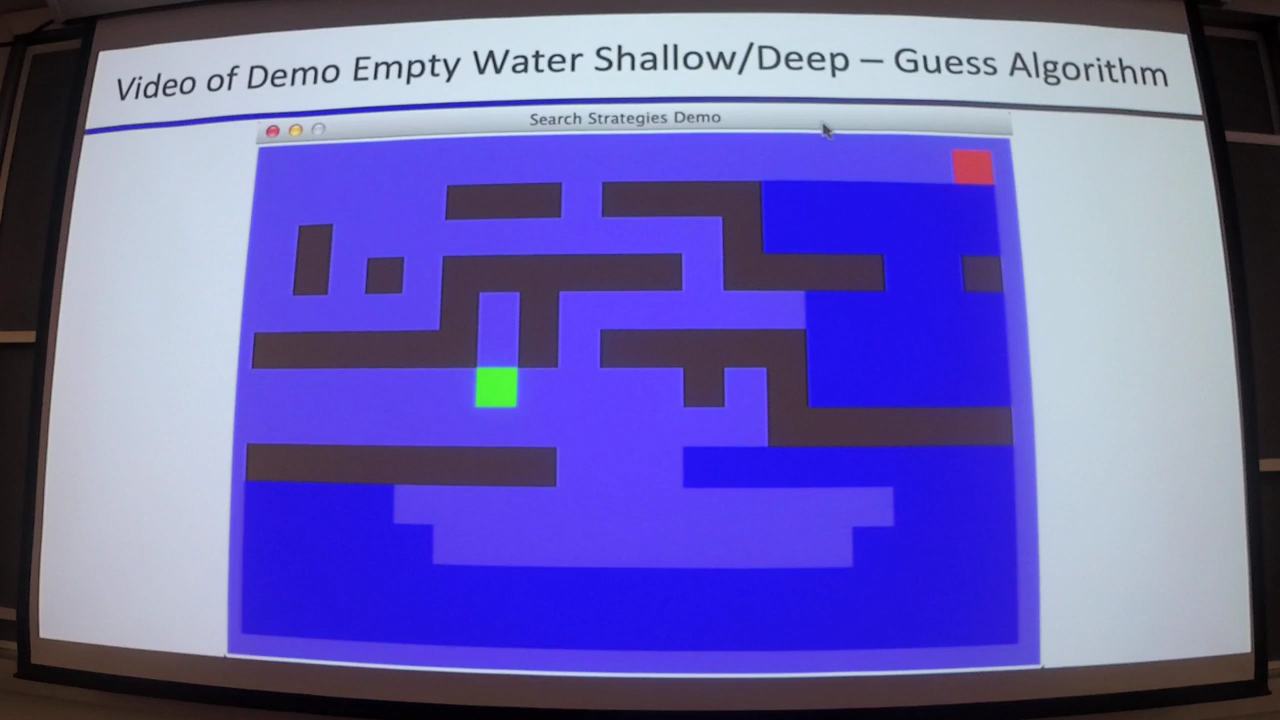 Video of Demo Empty Water Shallow/Deep – Guess Algorithm
Search Strategies Demo